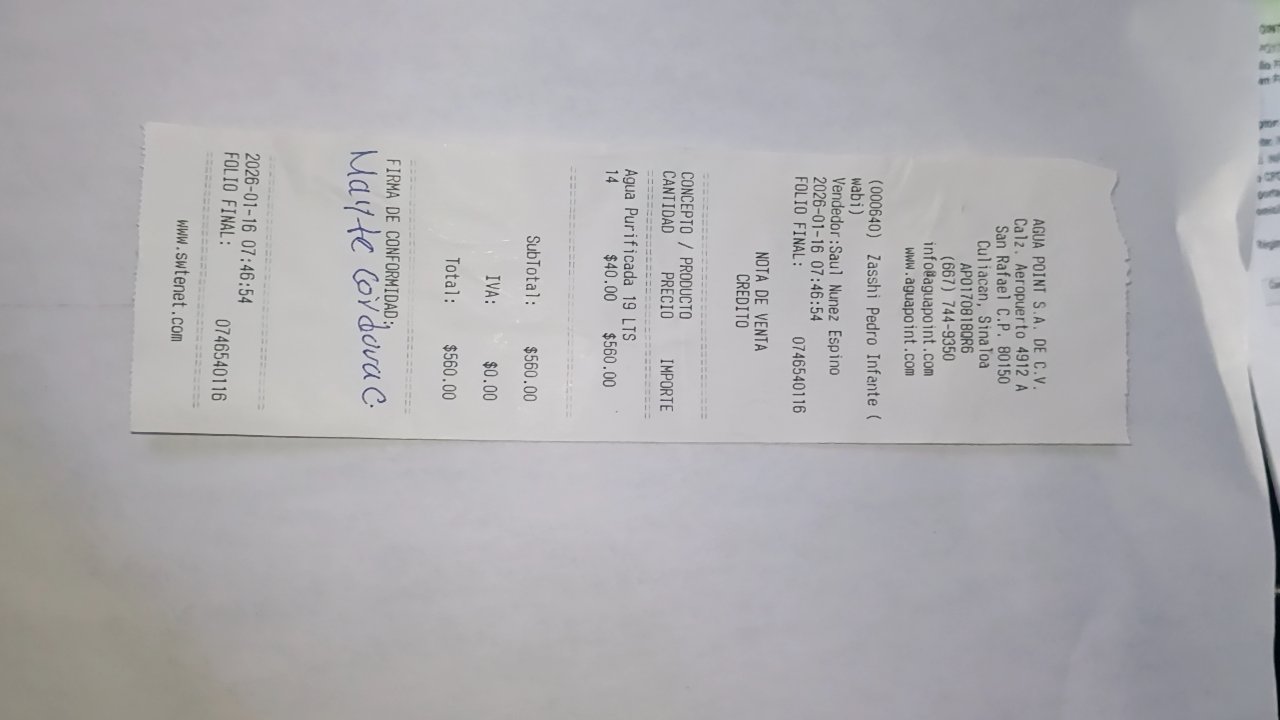 AGUA POINT S.A. DE C.V.
Calz. Aeropuerto 4912 A
San Rafael C.P. 80150
Culiacan, Sinaloa
APO170818DR6
(667) 744-9350
info@aguapoint.com
www.aguapoint.com
(000640) Zasshi Pedro Infante (
wabi)
Vendedor:Saul Nunez Espino
2026-01-16 07:46:54
FOLIO FINAL: 0746540116
NOTA DE VENTA
CREDITO
CONCEPTO / PRODUCTO
CANTIDAD PRECIO IMPORTE
Agua Purificada 19 LTS
14 $40.00 $560.00
SubTotal: $560.00
IVA: $0.00
Total: $560.00
FIRMA DE CONFORMIDAD:
Mayte Cordova C.
2026-01-16 07:46:54
FOLIO FINAL: 0746540116
www.swtenet.com